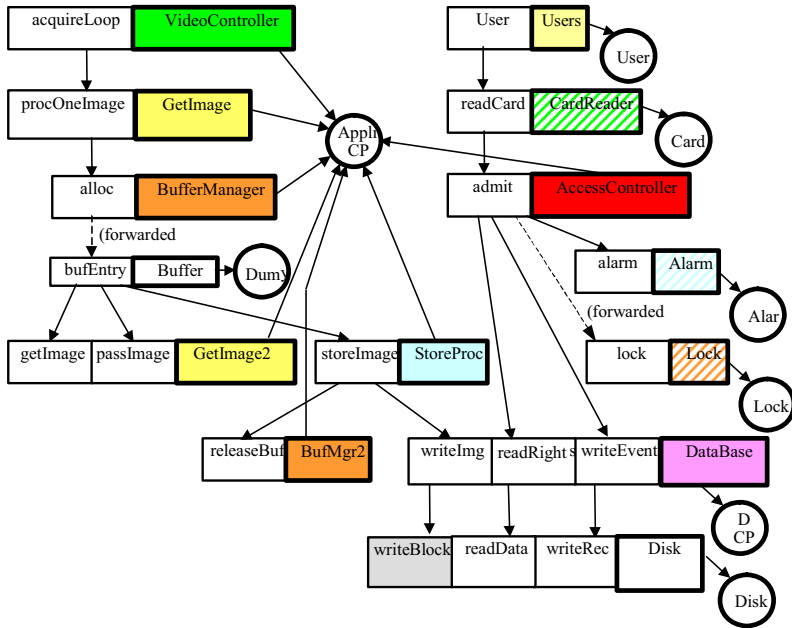 acquireLoop VideoController User Users
User
procOneImage GetImage readCard CardReader
Appln
CP
Card
alloc BufferManager admit AccessController
(forwarded
bufEntry Buffer Dumy alarm Alarm
(forwarded
Alar
getImage passImage GetImage2 storeImage StoreProc lock Lock
Lock
releaseBuf BufMgr2 writeImg readRights writeEvent DataBase
D
CP
writeBlock readData writeRec Disk
Disk